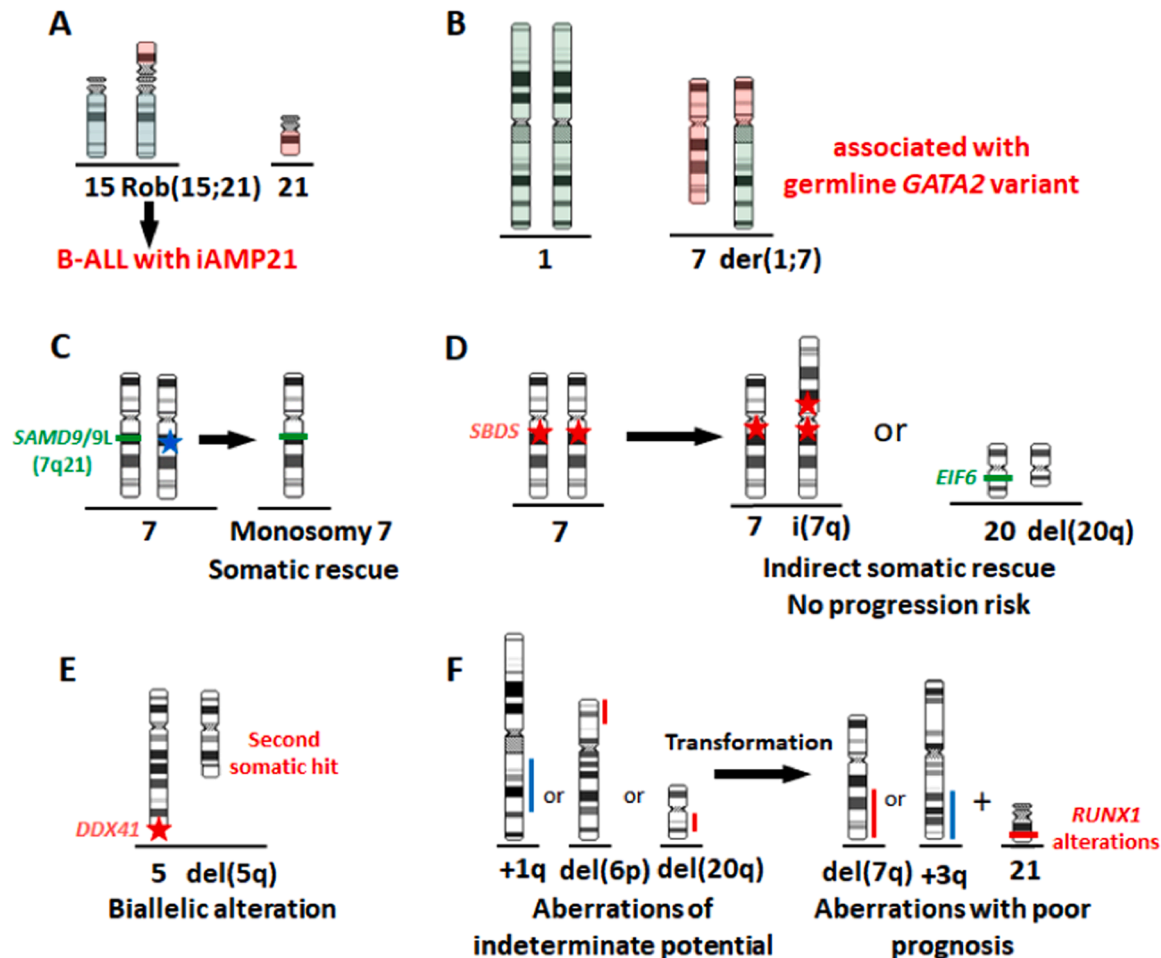 A
15 Rob(15;21) 21
B-ALL with iAMP21
B
1
7 der(1;7)
associated with
germline GATA2 variant
C
SAMD9/9L
(7q21)
7
Monosomy 7
Somatic rescue
D
SBDS
7
7 i(7q)
or
EIF6
20 del(20q)
Indirect somatic rescue
No progression risk
E
Second
somatic hit
DDX41
5 del(5q)
Biallelic alteration
F
or
or
+1q del(6p) del(20q)
Aberrations of
indeterminate potential
Transformation
or
+
RUNX1
alterations
del(7q) +3q 21
Aberrations with poor
prognosis